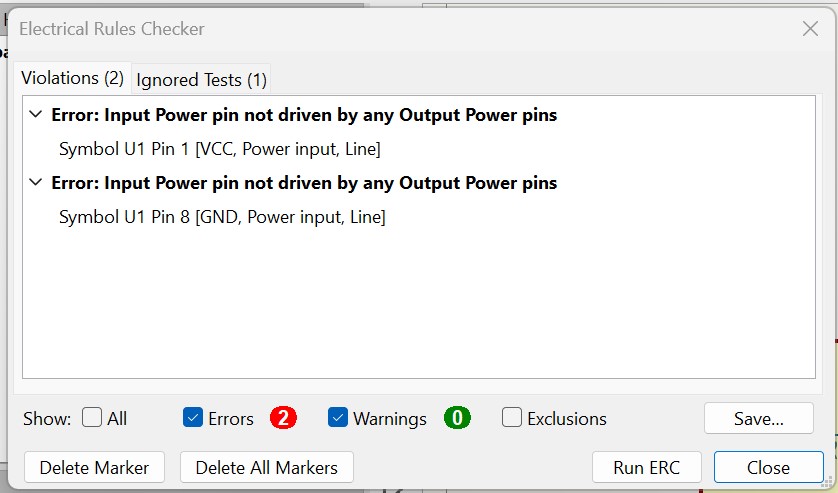 Electrical Rules Checker
Violations (2) Ignored Tests (1)
Error: Input Power pin not driven by any Output Power pins
Symbol U1 Pin 1 [VCC, Power input, Line]
Error: Input Power pin not driven by any Output Power pins
Symbol U1 Pin 8 [GND, Power input, Line]
Show: All Errors 2 Warnings 0 Exclusions Save...
Delete Marker Delete All Markers Run ERC Close